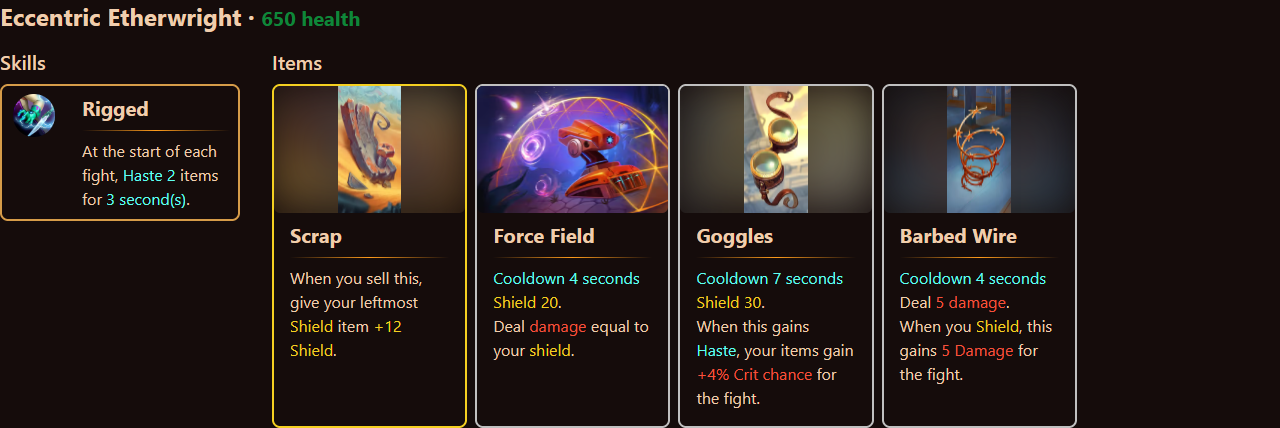 Eccentric Etherwright · 650 health
Skills
Rigged
At the start of each
fight, Haste 2 items
for 3 second(s).
Items
Scrap
When you sell this,
give your leftmost
Shield item +12
Shield.
Force Field
Cooldown 4 seconds
Shield 20.
Deal damage equal to
your shield.
Goggles
Cooldown 7 seconds
Shield 30.
When this gains
Haste, your items gain
+4% Crit chance for
the fight.
Barbed Wire
Cooldown 4 seconds
Deal 5 damage.
When you Shield, this
gains 5 Damage for
the fight.